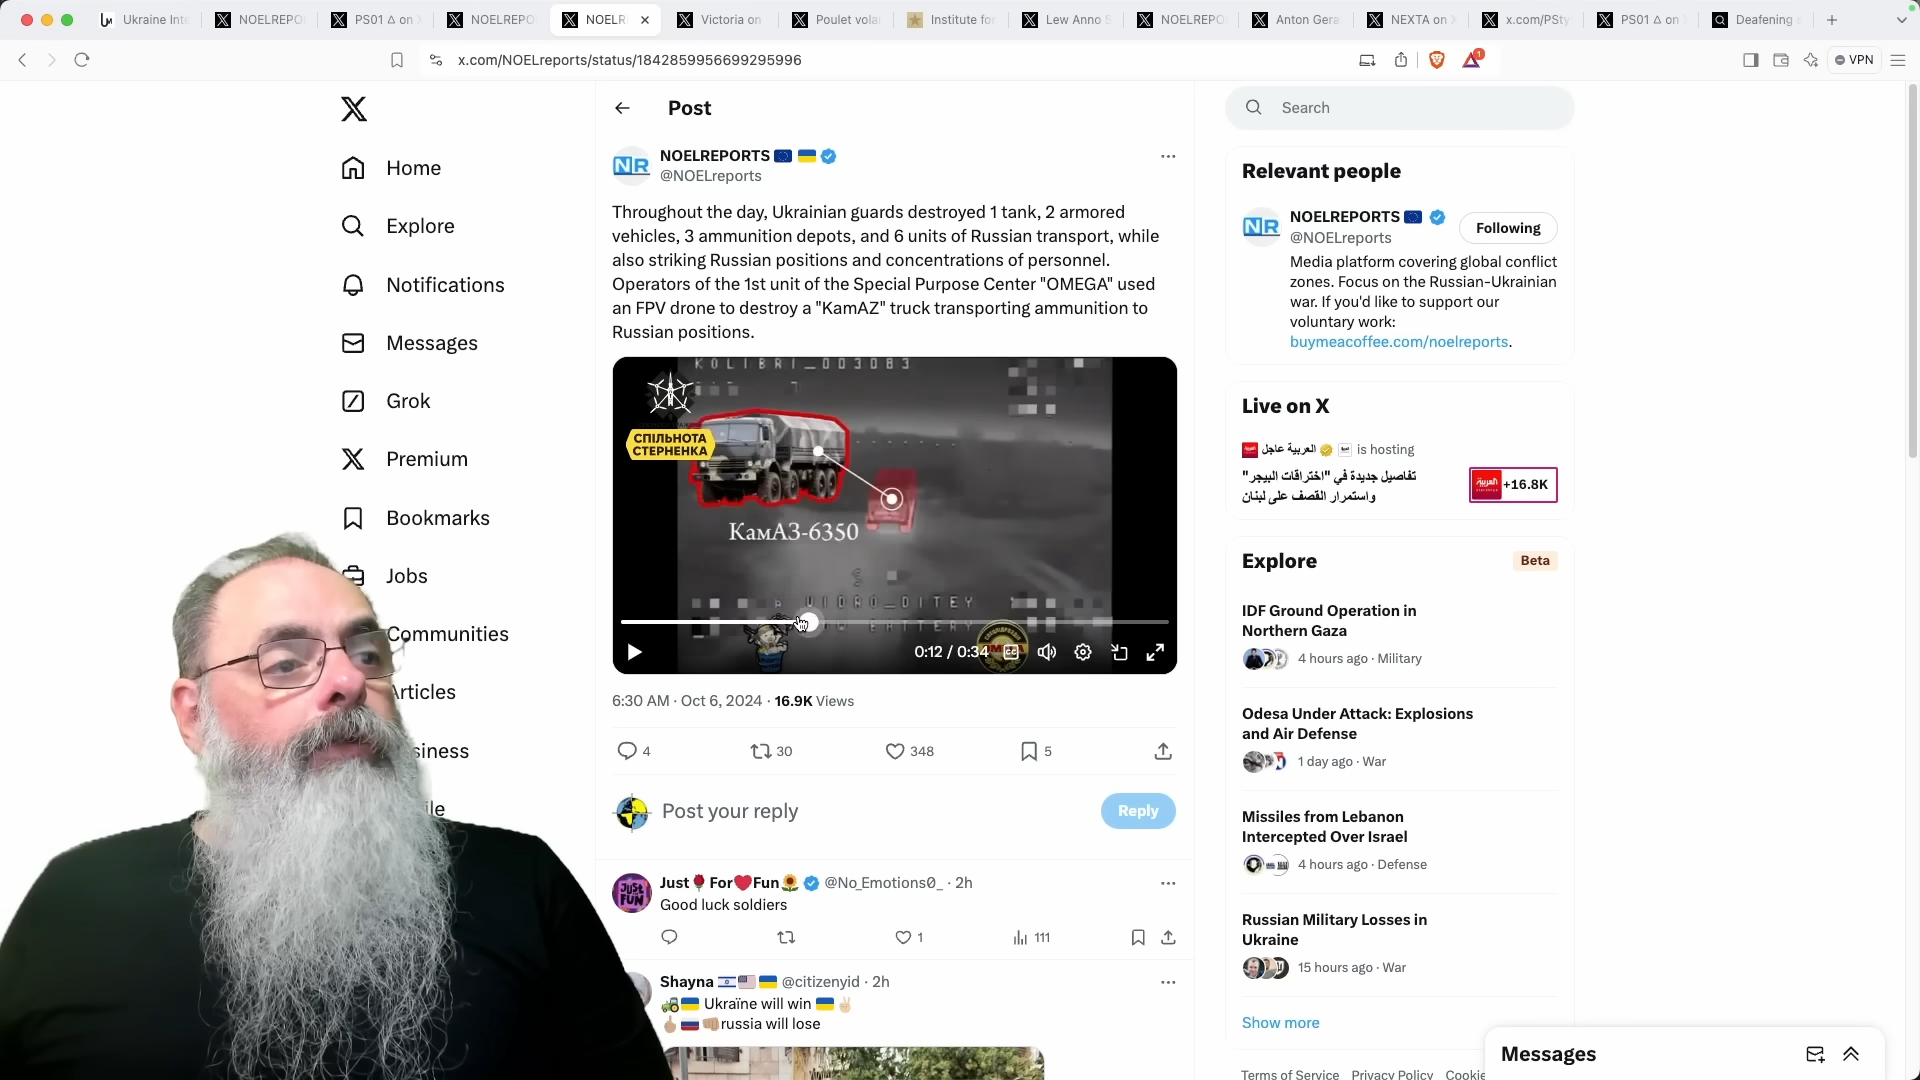 Ukraine Inte
NOELREPO
PS01 Δ on X
NOELREPO
NOELR
Victoria on
Poulet vola
Institute for
Lew Anno S
NOELREPO
Anton Gera
NEXTA on X
x.com/PSty
PS01 Δ on
Deafening
x.com/NOELreports/status/1842859956699295996
1
VPN
Home
Explore
Notifications
Messages
Grok
Premium
Bookmarks
Jobs
Communities
Articles
siness
ile
Post
NOELREPORTS
@NOELreports
Throughout the day, Ukrainian guards destroyed 1 tank, 2 armored
vehicles, 3 ammunition depots, and 6 units of Russian transport, while
also striking Russian positions and concentrations of personnel.
Operators of the 1st unit of the Special Purpose Center "OMEGA" used
an FPV drone to destroy a "KamAZ" truck transporting ammunition to
Russian positions.
KOLIBRI_003083
СПІЛЬНОТА
СТЕРНЕНКА
КамАЗ-6350
VIDRO_DITEY
BATTERY
0:12 / 0:34
6:30 AM · Oct 6, 2024 · 16.9K Views
4
30
348
5
Post your reply
Reply
JUST
FUN
Just🌹For❤️Fun🌻 @No_Emotions0_ · 2h
Good luck soldiers
1
111
Shayna 🇮🇱🇺🇸🇺🇦 @citizenyid · 2h
🚜🇺🇦 Ukraïne will win 🇺🇦✌🏼
🖕🏼🇷🇺👊🏼russia will lose
Search
Relevant people
NR
NOELREPORTS
@NOELreports
Following
Media platform covering global conflict
zones. Focus on the Russian-Ukrainian
war. If you'd like to support our
voluntary work:
buymeacoffee.com/noelreports.
Live on X
العربية عاجل is hosting
تفاصيل جديدة في "اختراقات البيجر"
واستمرار القصف على لبنان
+16.8K
Explore
Beta
IDF Ground Operation in
Northern Gaza
4 hours ago · Military
Odesa Under Attack: Explosions
and Air Defense
1 day ago · War
Missiles from Lebanon
Intercepted Over Israel
4 hours ago · Defense
Russian Military Losses in
Ukraine
15 hours ago · War
Show more
Terms of Service Privacy Policy Cookie
Messages